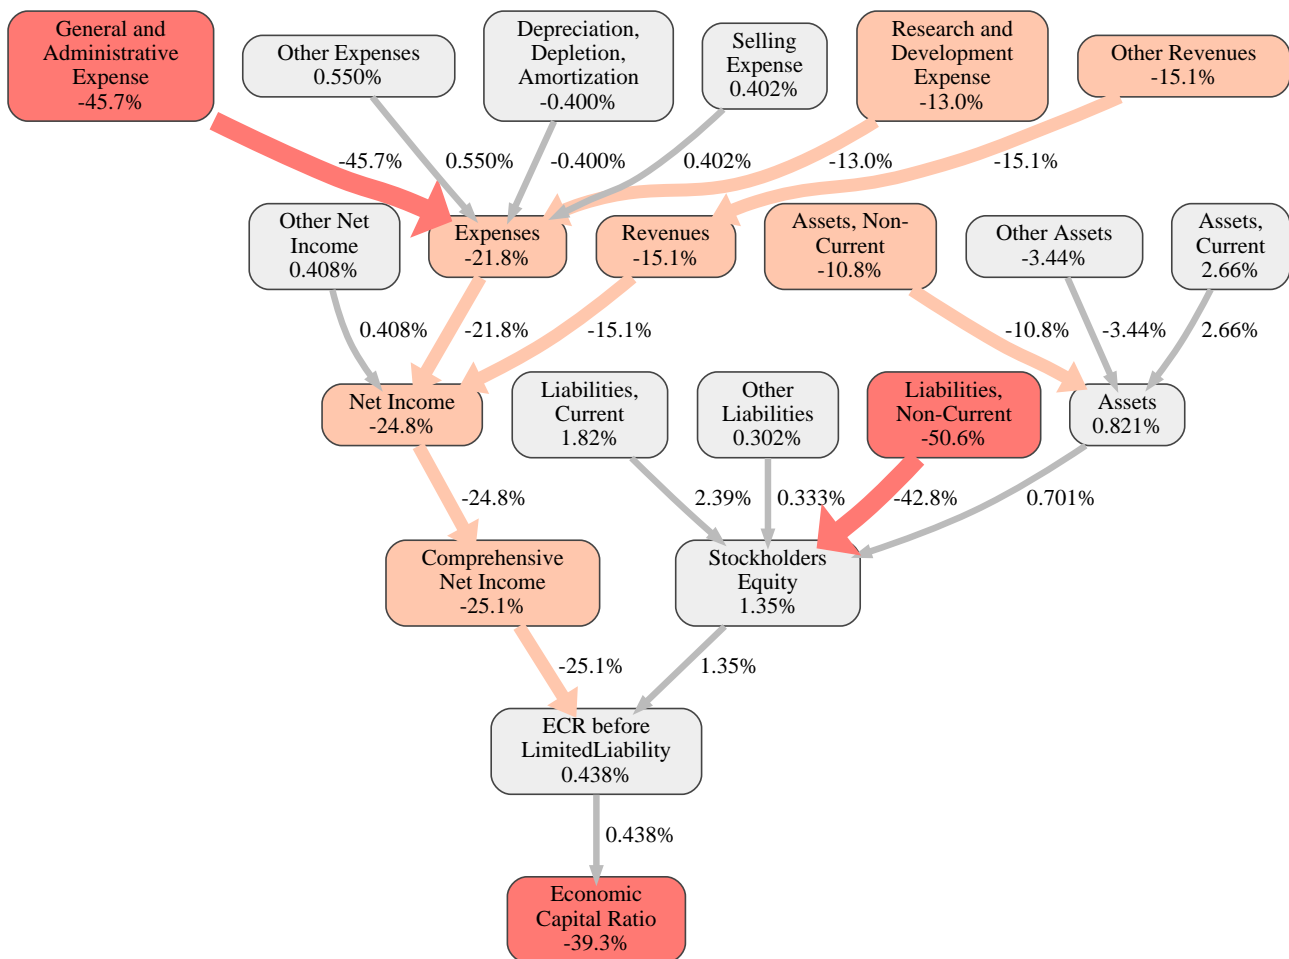 General and
Administrative
Expense
-45.7%
Other Expenses
0.550%
Depreciation,
Depletion,
Amortization
-0.400%
Selling
Expense
0.402%
Research and
Development
Expense
-13.0%
Other Revenues
-15.1%
-45.7%
0.550%
-0.400%
0.402%
-13.0%
-15.1%
Other Net
Income
0.408%
Expenses
-21.8%
Revenues
-15.1%
Assets, Non-
Current
-10.8%
Other Assets
-3.44%
Assets,
Current
2.66%
0.408%
-21.8%
-15.1%
-10.8%
-3.44%
2.66%
Net Income
-24.8%
Liabilities,
Current
1.82%
Other
Liabilities
0.302%
Liabilities,
Non-Current
-50.6%
Assets
0.821%
-24.8%
2.39%
0.333%
-42.8%
0.701%
Comprehensive
Net Income
-25.1%
Stockholders
Equity
1.35%
-25.1%
1.35%
ECR before
LimitedLiability
0.438%
0.438%
Economic
Capital Ratio
-39.3%